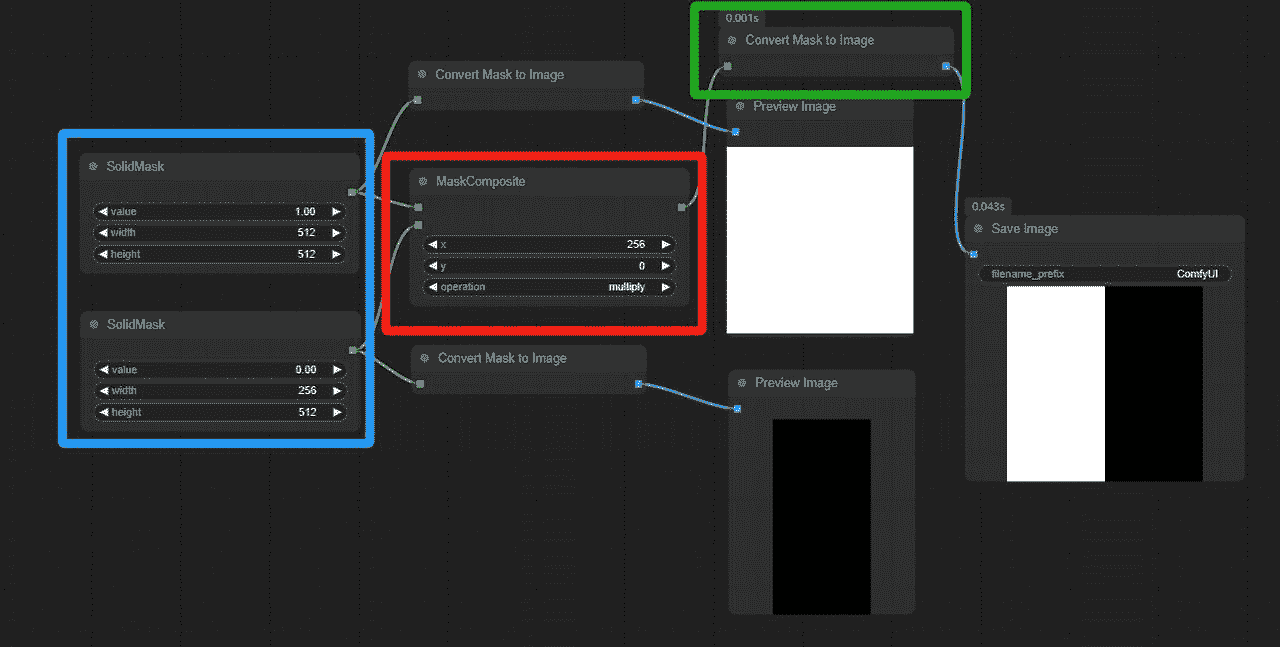 SolidMask
value 1.00
width 512
height 512
SolidMask
value 0.00
width 256
height 512
Convert Mask to Image
MaskComposite
x 256
y 0
operation multiply
Convert Mask to Image
0.001s
Convert Mask to Image
Preview Image
Preview Image
0.043s
Save Image
filename_prefix ComfyUI